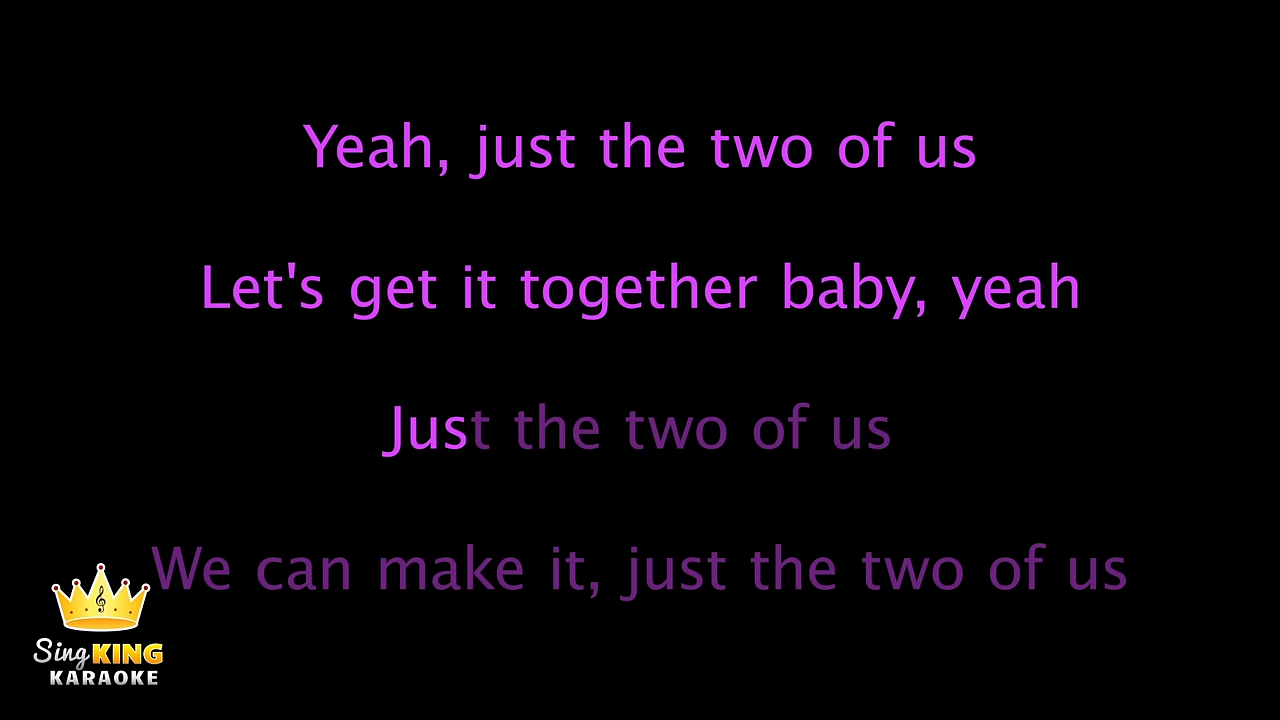 Yeah, just the two of us
Let's get it together baby, yeah
Just the two of us
We can make it, just the two of us
Sing KING
KARAOKE